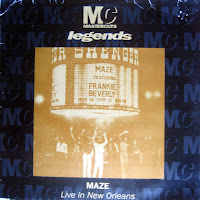 MC
MASTERCUTS
legends
MAZE
FEATURING
FRANKIE
BEVERLY
MAZE
Live in New Orleans